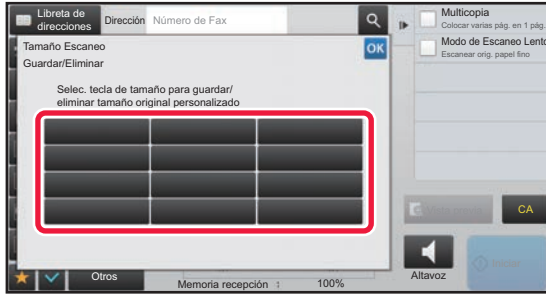 Libreta de
direcciones
Dirección
Número de Fax
Multicopia
Colocar varias pág. en 1 pág.
Modo de Escaneo Lento
Escanear orig. papel fino
Tamaño Escaneo
OK
Guardar/Eliminar
Selec. tecla de tamaño para guardar/
eliminar tamaño original personalizado
CA
Otros
Memoria recepción : 100%
Altavoz